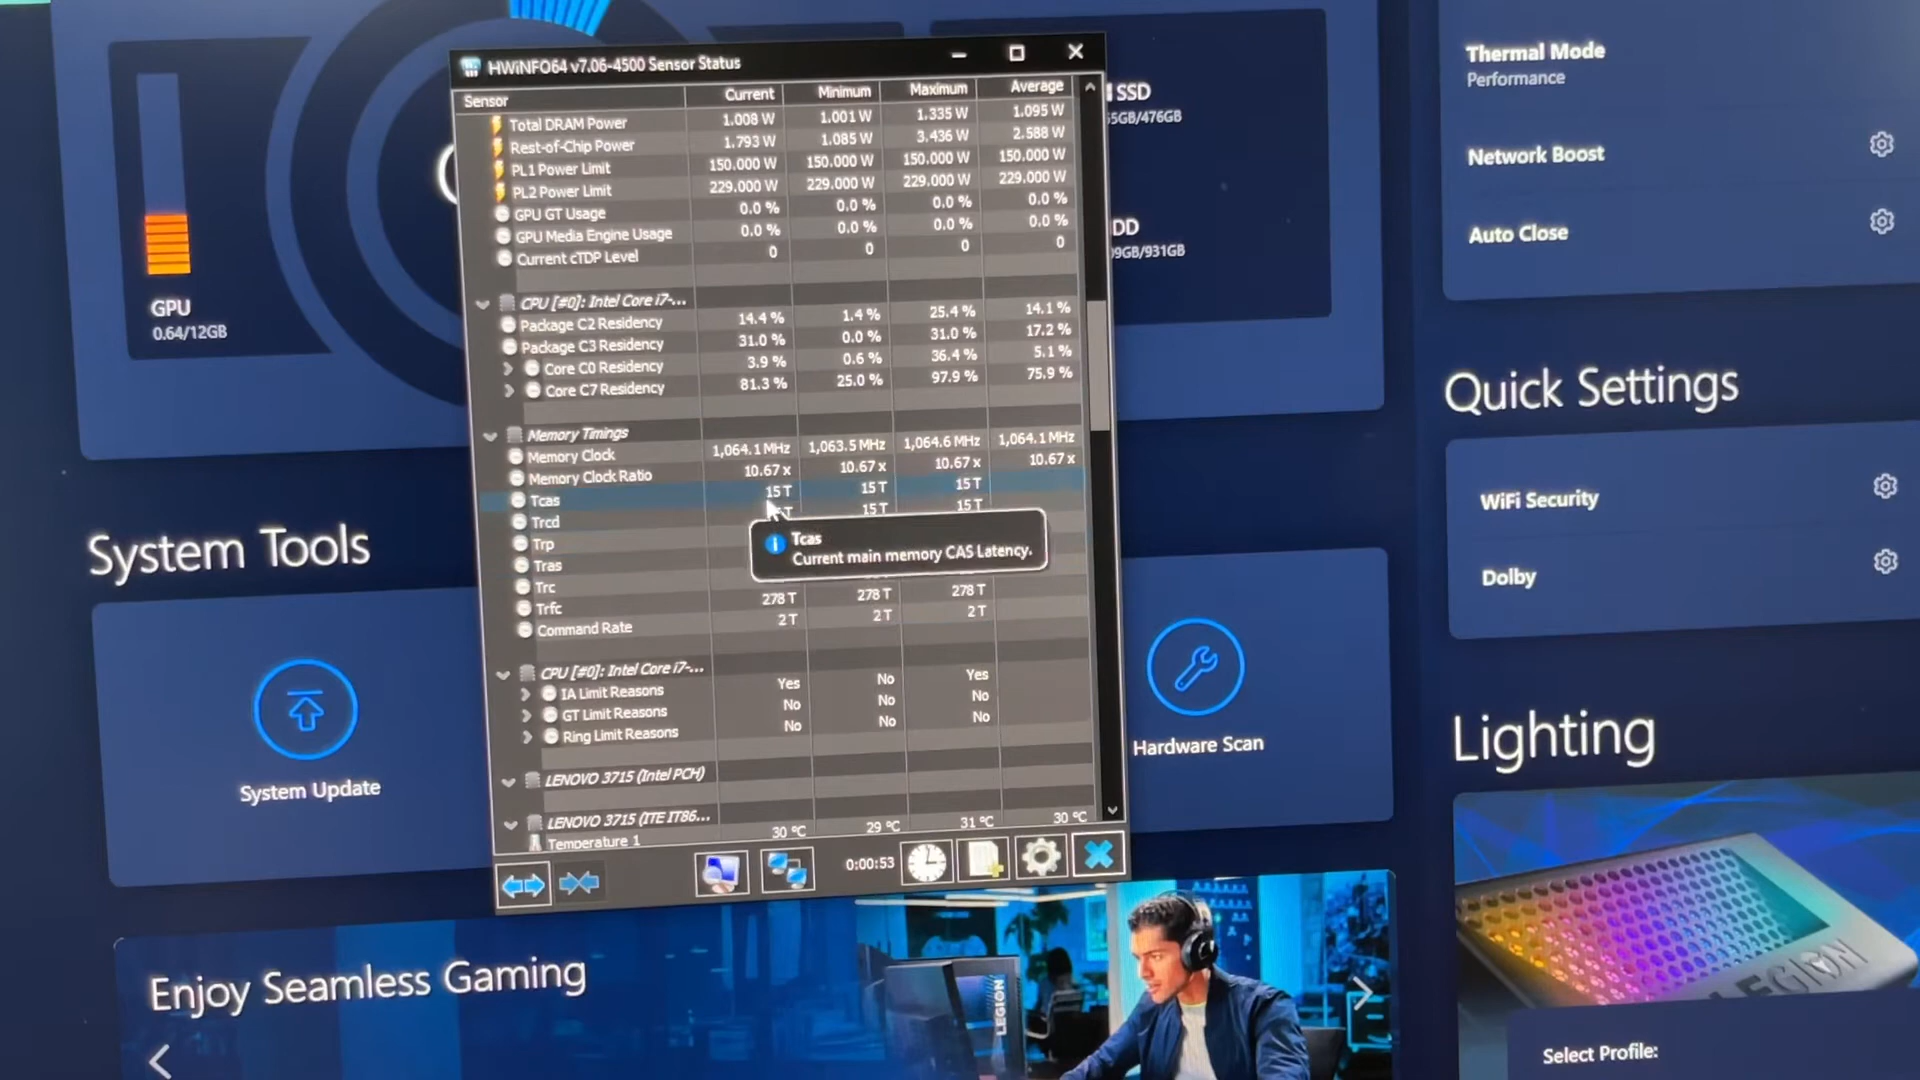 HWiNFO64 v7.06-4500 Sensor Status
Sensor Current Minimum Maximum Average
Total DRAM Power 1.008 W 1.001 W 1.335 W 1.095 W
Rest-of-Chip Power 1.793 W 1.085 W 3.436 W 2.588 W
PL1 Power Limit 150.000 W 150.000 W 150.000 W 150.000 W
PL2 Power Limit 229.000 W 229.000 W 229.000 W 229.000 W
GPU GT Usage 0.0 % 0.0 % 0.0 % 0.0 %
GPU Media Engine Usage 0.0 % 0.0 % 0.0 % 0.0 %
Current cTDP Level 0 0 0 0
CPU [#0]: Intel Core i7-...
Package C2 Residency 14.4 % 1.4 % 25.4 % 14.1 %
Package C3 Residency 31.0 % 0.0 % 31.0 % 17.2 %
Core C0 Residency 3.9 % 0.6 % 36.4 % 5.1 %
Core C7 Residency 81.3 % 25.0 % 97.9 % 75.9 %
Memory Timings
Memory Clock 1,064.1 MHz 1,063.5 MHz 1,064.6 MHz 1,064.1 MHz
Memory Clock Ratio 10.67 x 10.67 x 10.67 x 10.67 x
Tcas 15 T 15 T 15 T
Trcd T 15 T 15 T
Trp
Tras
Trc
Trfc 278 T 278 T 278 T
Command Rate 2 T 2 T 2 T
Tcas
Current main memory CAS Latency.
CPU [#0]: Intel Core i7-...
IA Limit Reasons Yes No Yes
GT Limit Reasons No No No
Ring Limit Reasons No No No
LENOVO 3715 (Intel PCH)
LENOVO 3715 (ITE IT86...
Temperature 1 30 °C 29 °C 31 °C 30 °C
0:00:53
GPU
0.64/12GB
SSD
5GB/476GB
DD
9GB/931GB
System Tools
System Update
Hardware Scan
Enjoy Seamless Gaming
LEGION
Thermal Mode
Performance
Network Boost
Auto Close
Quick Settings
WiFi Security
Dolby
Lighting
LEGION
Select Profile: